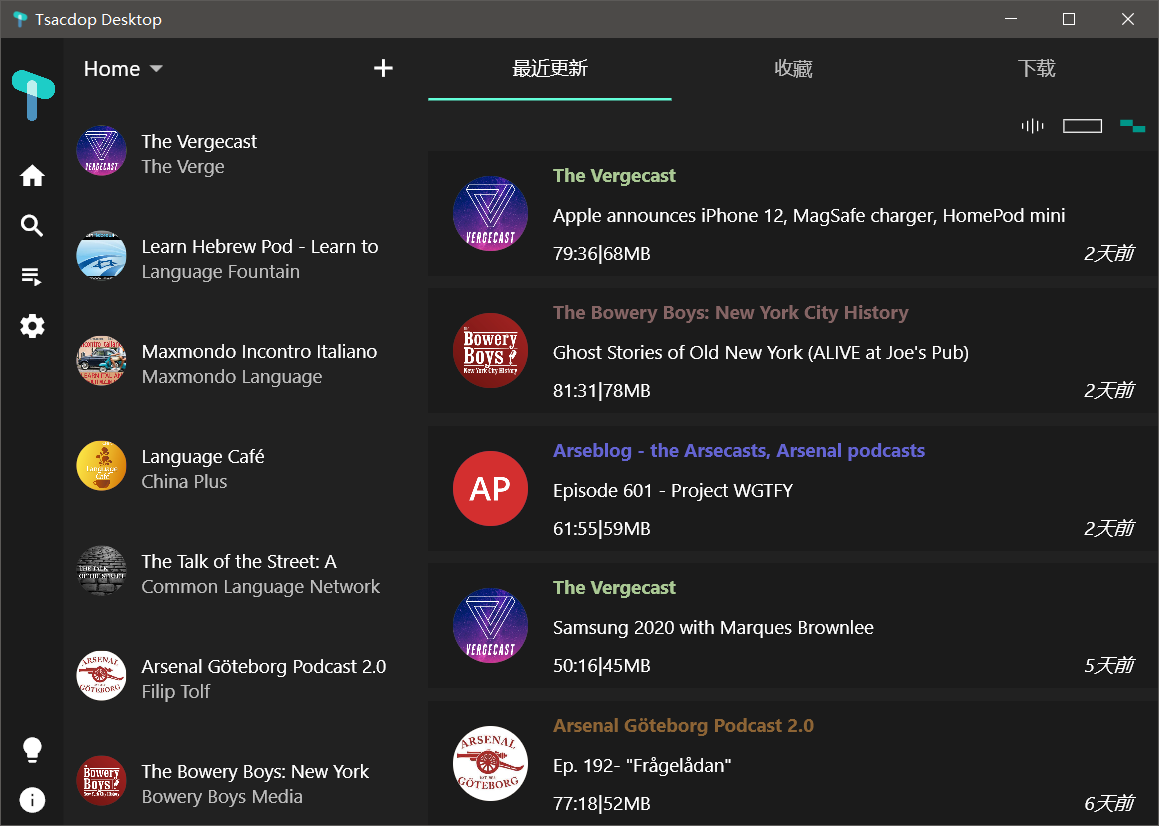 Tsacdop Desktop
Home
The Vergecast
The Verge
Learn Hebrew Pod - Learn to
Language Fountain
Maxmondo Incontro Italiano
Maxmondo Language
Language Café
China Plus
The Talk of the Street: A
Common Language Network
Arsenal Göteborg Podcast 2.0
Filip Tolf
The Bowery Boys: New York
Bowery Boys Media
最近更新
收藏
下载
VERGECAST
The Vergecast
Apple announces iPhone 12, MagSafe charger, HomePod mini
79:36|68MB
2天前
Bowery
Boys
New York City History
The Bowery Boys: New York City History
Ghost Stories of Old New York (ALIVE at Joe's Pub)
81:31|78MB
2天前
AP
Arseblog - the Arsecasts, Arsenal podcasts
Episode 601 - Project WGTFY
61:55|59MB
2天前
VERGECAST
The Vergecast
Samsung 2020 with Marques Brownlee
50:16|45MB
5天前
ARSENAL
GÖTEBORG
Arsenal Göteborg Podcast 2.0
Ep. 192- "Frågelådan"
77:18|52MB
6天前